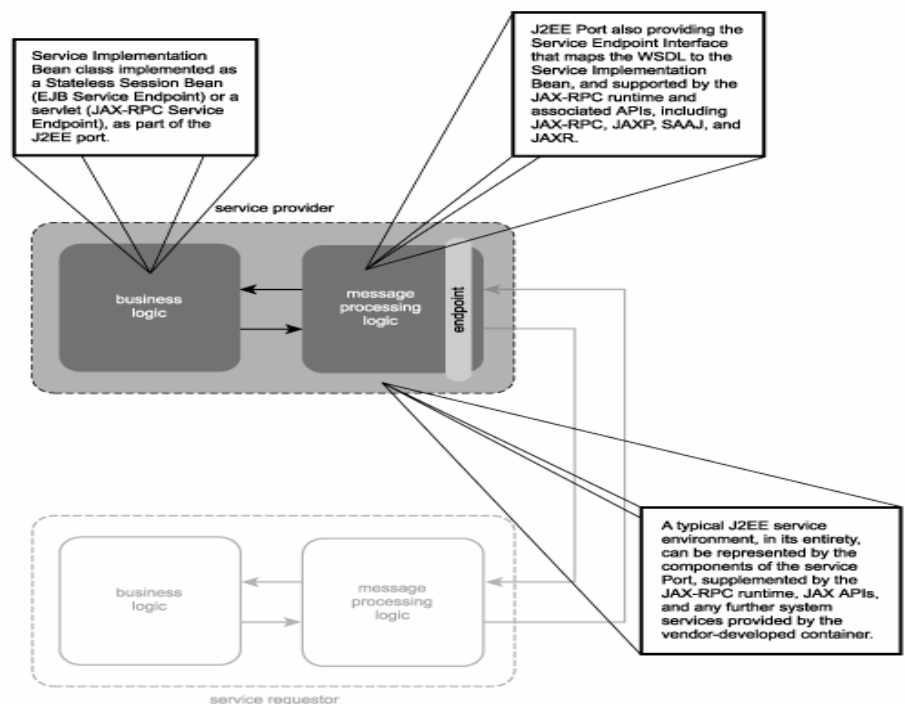 Service Implementation
Bean class implemented as
a Stateless Session Bean
(EJB Service Endpoint) or a
servlet (JAX-RPC Service
Endpoint), as part of the
J2EE port.
J2EE Port also providing the
Service Endpoint Interface
that maps the WSDL to the
Service Implementation
Bean, and supported by the
JAX-RPC runtime and
associated APIs, including
JAX-RPC, JAXP, SAAJ, and
JAXR.
service provider
business
logic
message
processing
logic
endpoint
A typical J2EE service
environment, in its entirety,
can be represented by the
components of the service
Port, supplemented by the
JAX-RPC runtime, JAX APIs,
and any further system
services provided by the
vendor-developed container.
business
logic
message
processing
logic
service requestor